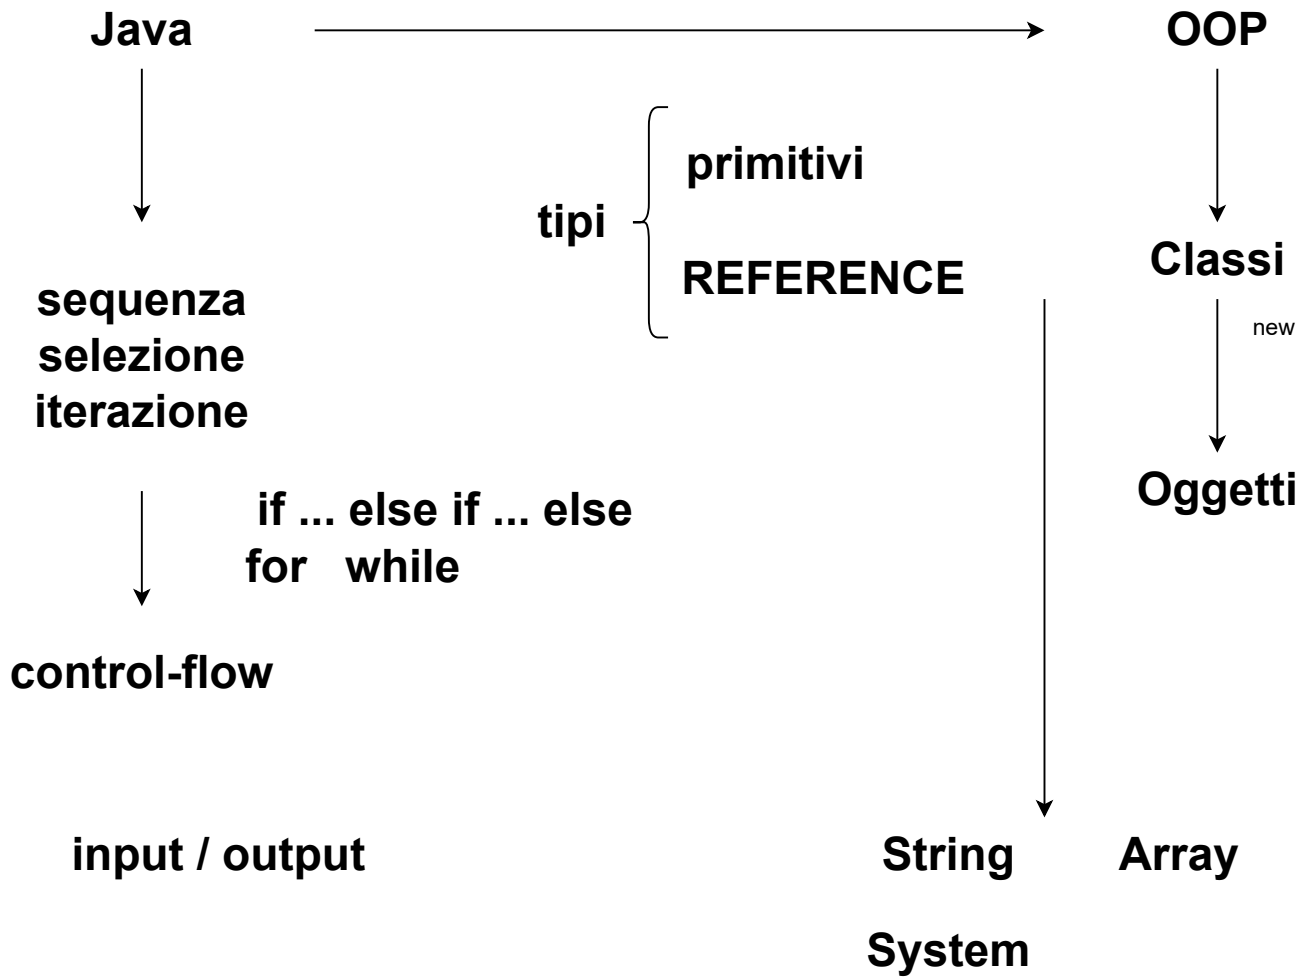 Java
OOP
primitivi
tipi
REFERENCE
Classi
new
sequenza
selezione
iterazione
Oggetti
if ... else if ... else
for while
control-flow
input / output
String
Array
System